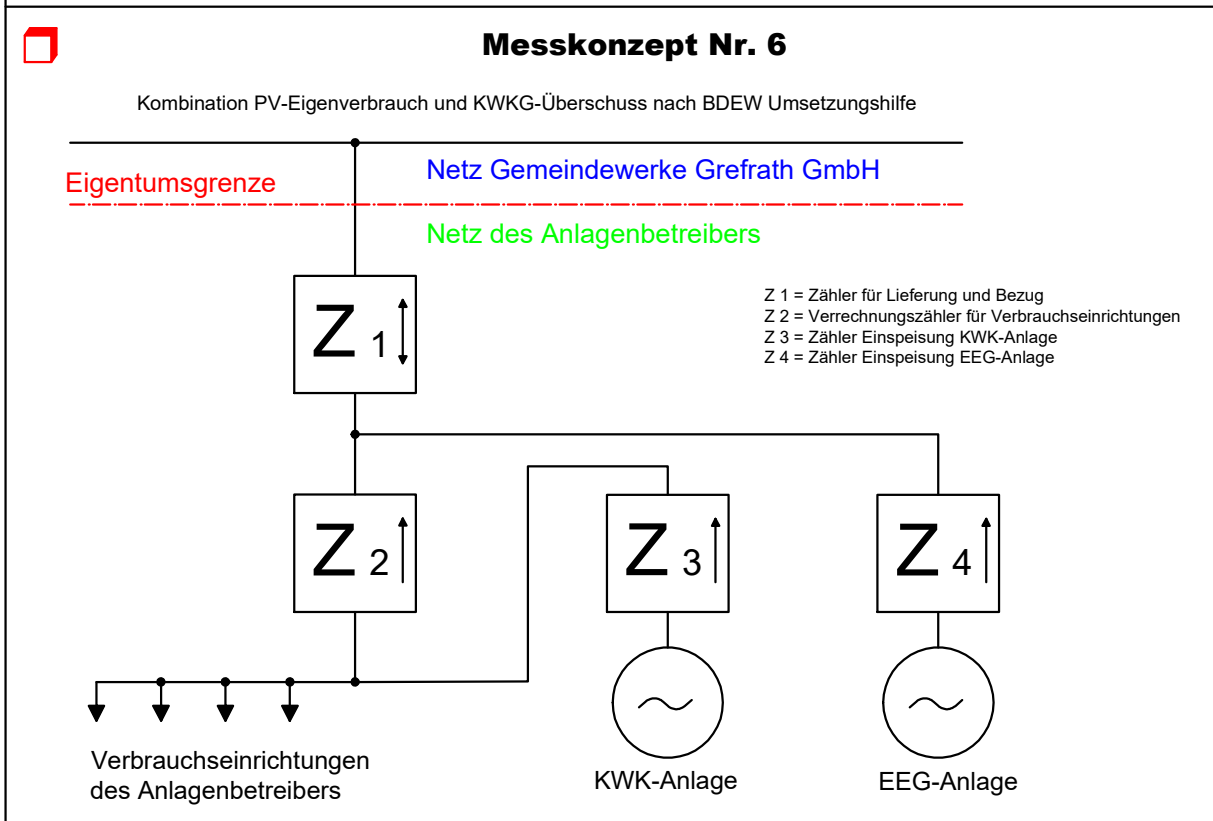 Messkonzept Nr. 6
Kombination PV-Eigenverbrauch und KWKG-Überschuss nach BDEW Umsetzungshilfe
Netz Gemeindewerke Grefrath GmbH
Eigentumsgrenze
Netz des Anlagenbetreibers
Z 1
Z 1 = Zähler für Lieferung und Bezug
Z 2 = Verrechnungszähler für Verbrauchseinrichtungen
Z 3 = Zähler Einspeisung KWK-Anlage
Z 4 = Zähler Einspeisung EEG-Anlage
Z 2
Z 3
Z 4
Verbrauchseinrichtungen
des Anlagenbetreibers
KWK-Anlage
EEG-Anlage